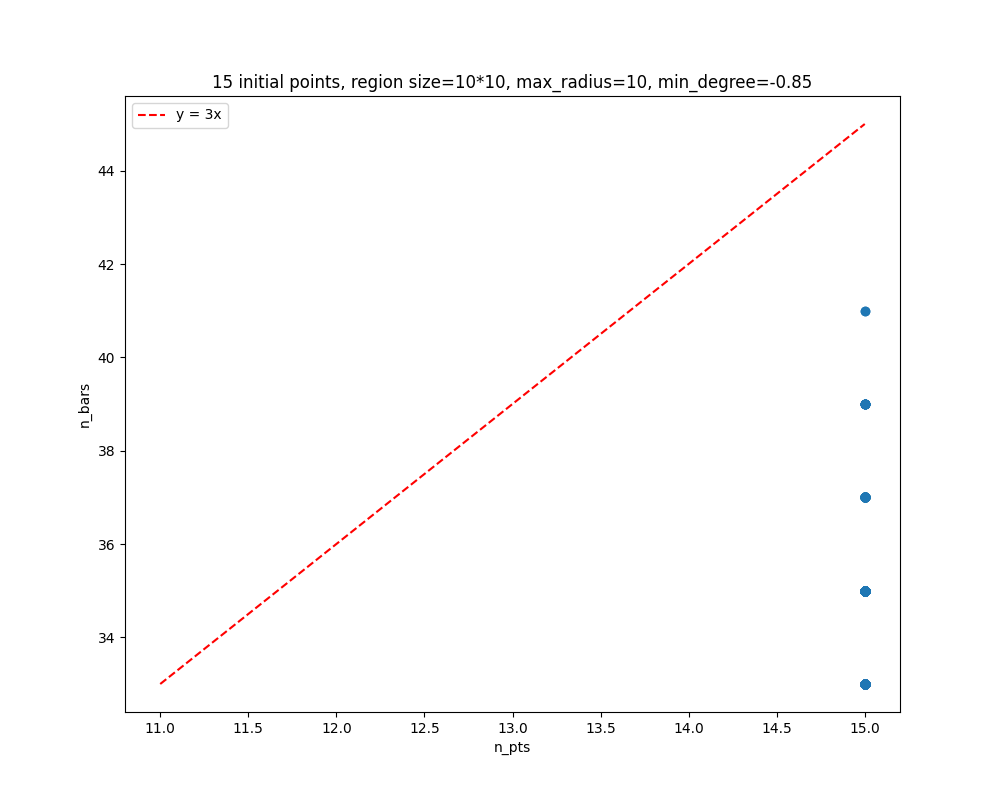 15 initial points, region size=10*10, max_radius=10, min_degree=-0.85
y = 3x
n_bars
44
42
40
38
36
34
11.0 11.5 12.0 12.5 13.0 13.5 14.0 14.5 15.0
n_pts